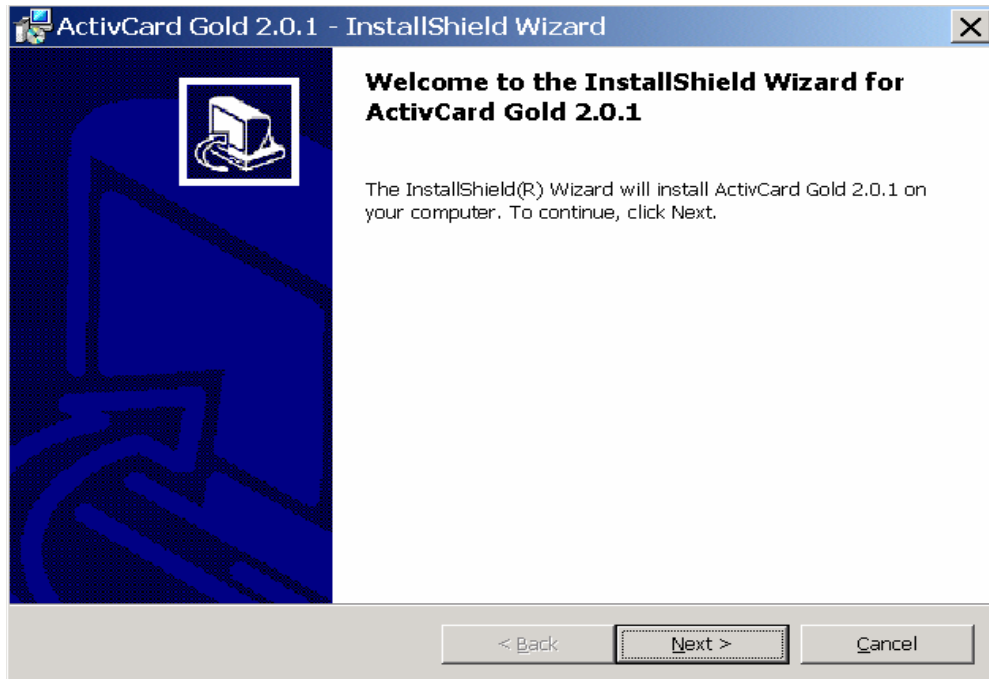 ActivCard Gold 2.0.1 - InstallShield Wizard
Welcome to the InstallShield Wizard for
ActivCard Gold 2.0.1
The InstallShield(R) Wizard will install ActivCard Gold 2.0.1 on
your computer. To continue, click Next.
< Back
Next >
Cancel